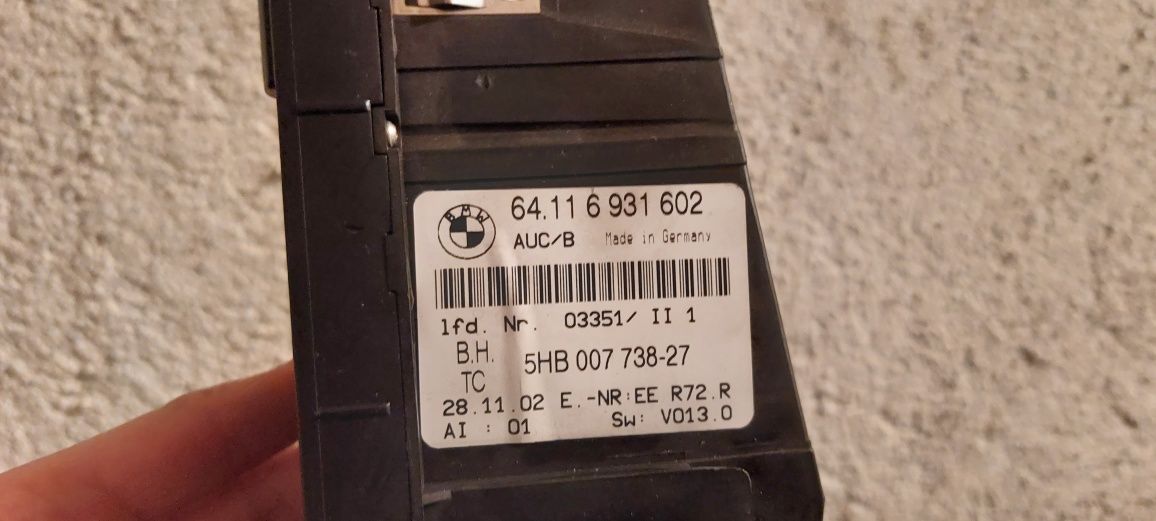 BMW
64.11 6 931 602
AUC/B Made in Germany
lfd. Nr. 03351/ II 1
B.H. 5HB 007 738-27
TC
28.11.02 E.-NR:EE R72.R
AI : 01 Sw: V013.0